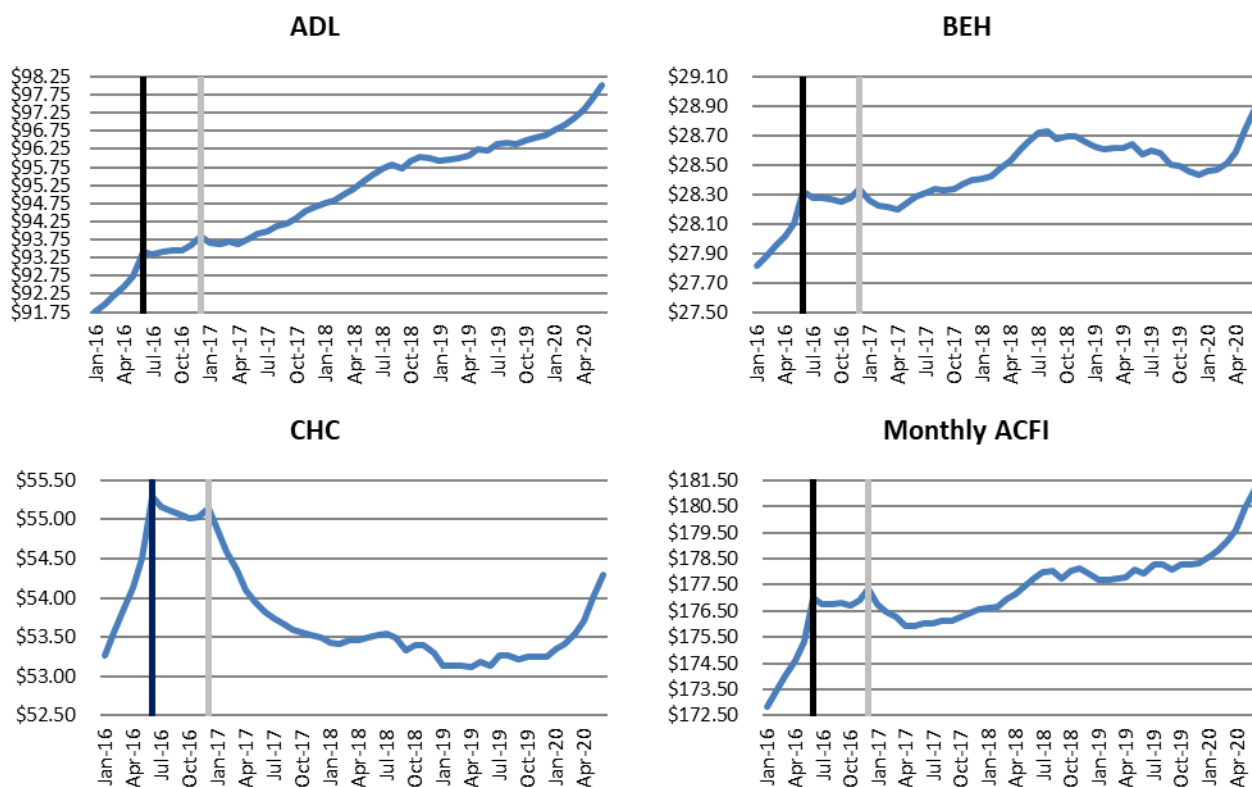 ADL
$98.25
$97.75
$97.25
$96.75
$96.25
$95.75
$95.25
$94.75
$94.25
$93.75
$93.25
$92.75
$92.25
$91.75
Jan-16
Apr-16
Jul-16
Oct-16
Jan-17
Apr-17
Jul-17
Oct-17
Jan-18
Apr-18
Jul-18
Oct-18
Jan-19
Apr-19
Jul-19
Oct-19
Jan-20
Apr-20
BEH
$29.10
$28.90
$28.70
$28.50
$28.30
$28.10
$27.90
$27.70
$27.50
Jan-16
Apr-16
Jul-16
Oct-16
Jan-17
Apr-17
Jul-17
Oct-17
Jan-18
Apr-18
Jul-18
Oct-18
Jan-19
Apr-19
Jul-19
Oct-19
Jan-20
Apr-20
CHC
$55.50
$55.00
$54.50
$54.00
$53.50
$53.00
$52.50
Jan-16
Apr-16
Jul-16
Oct-16
Jan-17
Apr-17
Jul-17
Oct-17
Jan-18
Apr-18
Jul-18
Oct-18
Jan-19
Apr-19
Jul-19
Oct-19
Jan-20
Apr-20
Monthly ACFI
$181.50
$180.50
$179.50
$178.50
$177.50
$176.50
$175.50
$174.50
$173.50
$172.50
Jan-16
Apr-16
Jul-16
Oct-16
Jan-17
Apr-17
Jul-17
Oct-17
Jan-18
Apr-18
Jul-18
Oct-18
Jan-19
Apr-19
Jul-19
Oct-19
Jan-20
Apr-20